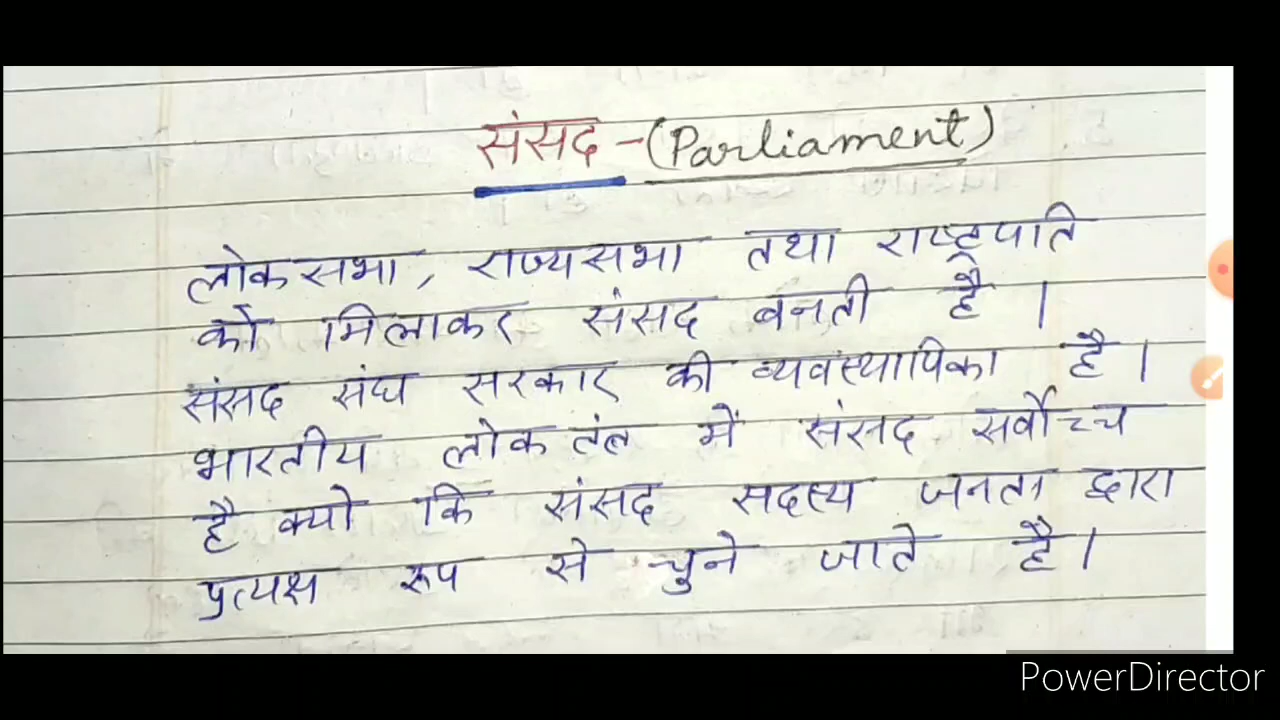 संसद - (Parliament)
लोकसभा, राज्यसभा तथा राष्ट्रपति
को मिलाकर संसद बनती है ।
संसद संघ सरकार की व्यवस्थापिका है ।
भारतीय लोक तंत्र में संसद सर्वोच्च
है क्यो कि संसद सदस्य जनता द्वारा
प्रत्यक्ष रूप से चुने जाते है ।
PowerDirector